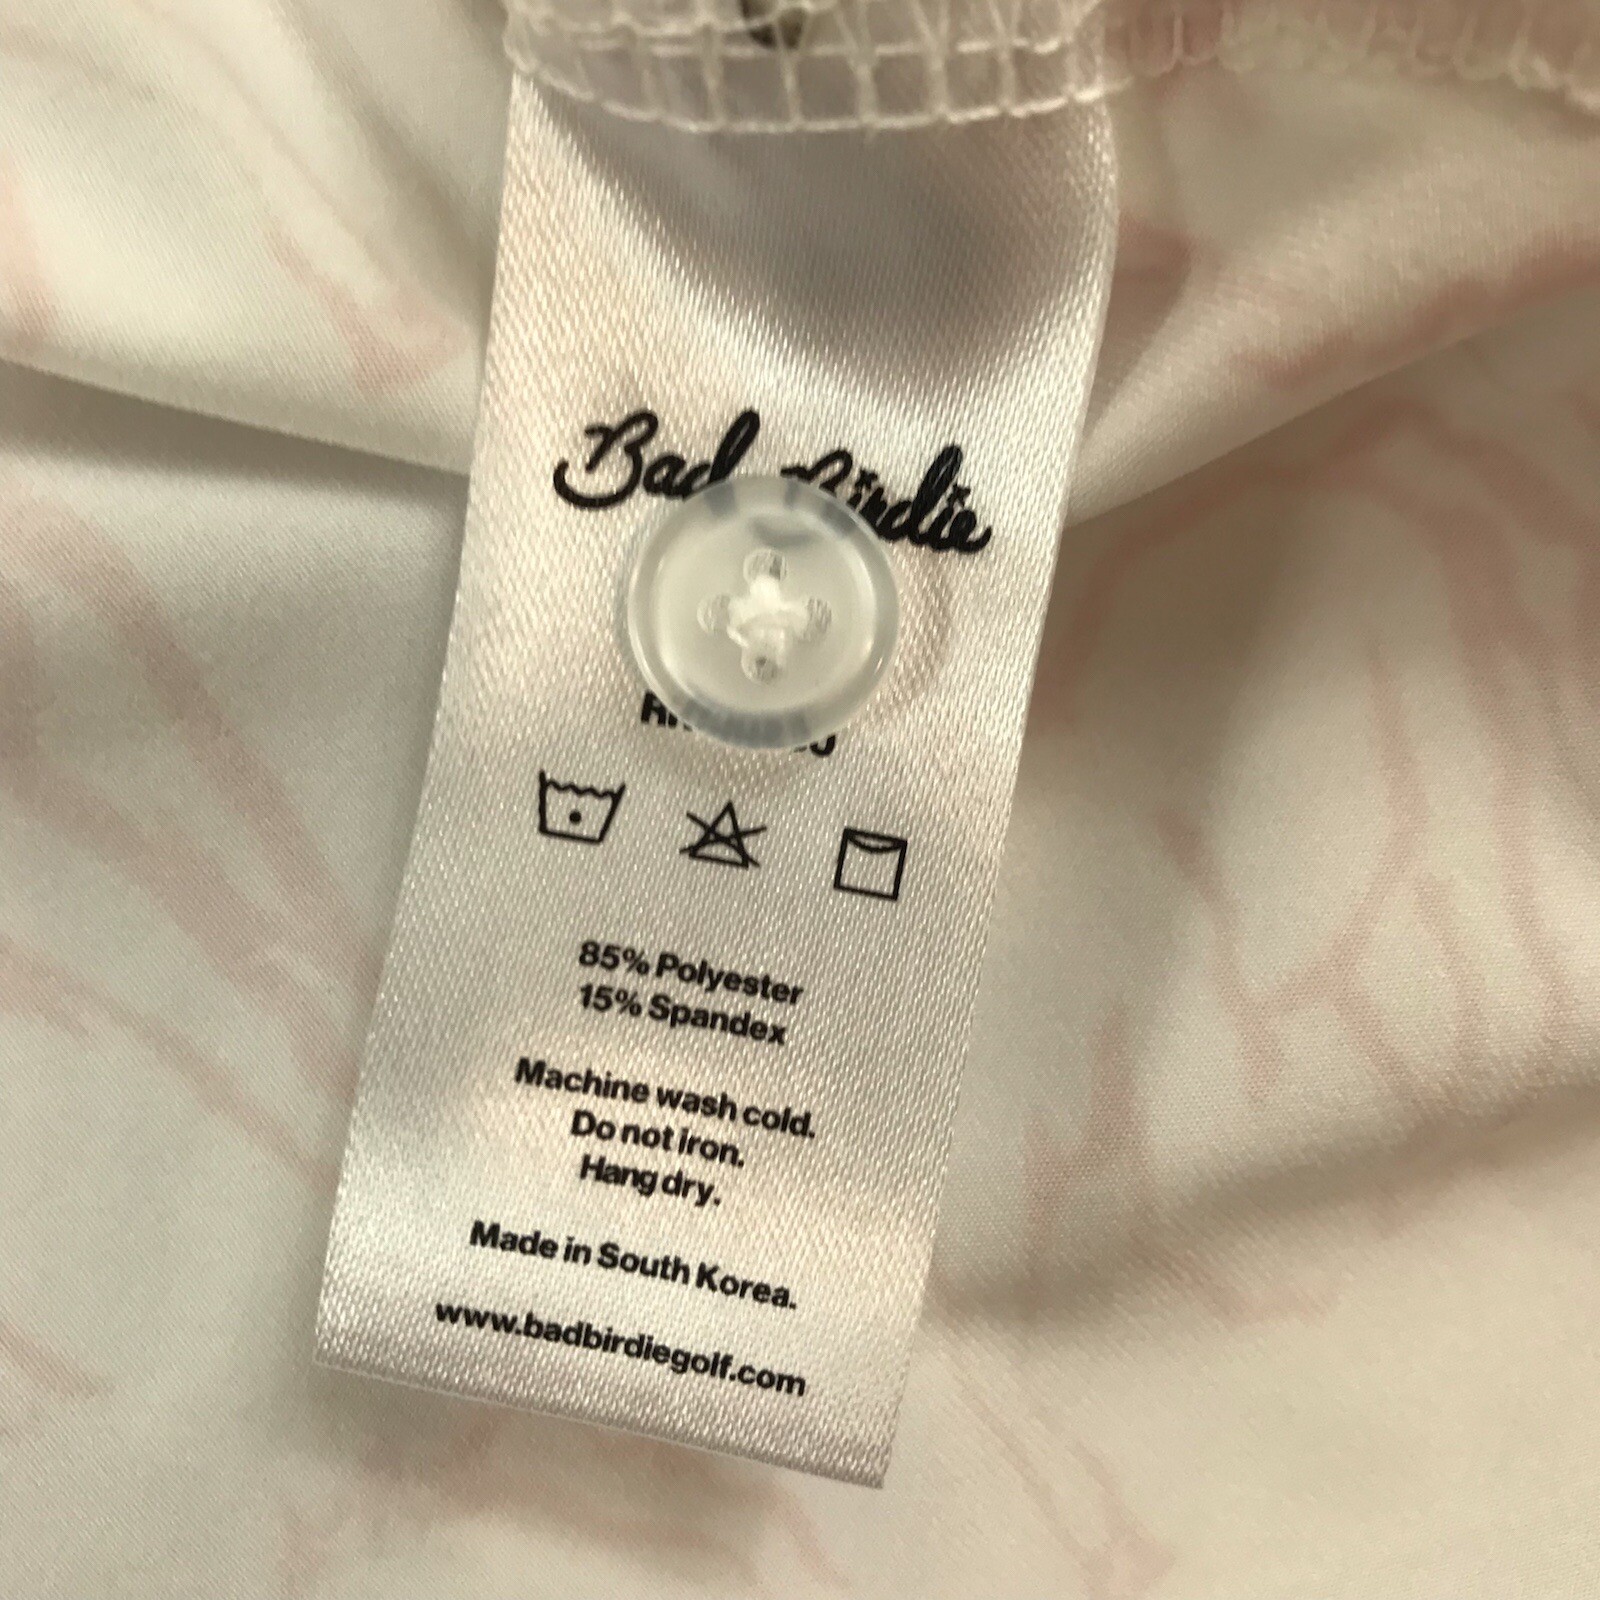 Bad Birdie
85% Polyester
15% Spandex
Machine wash cold.
Do not iron.
Hang dry.
Made in South Korea.
www.badbirdiegolf.com